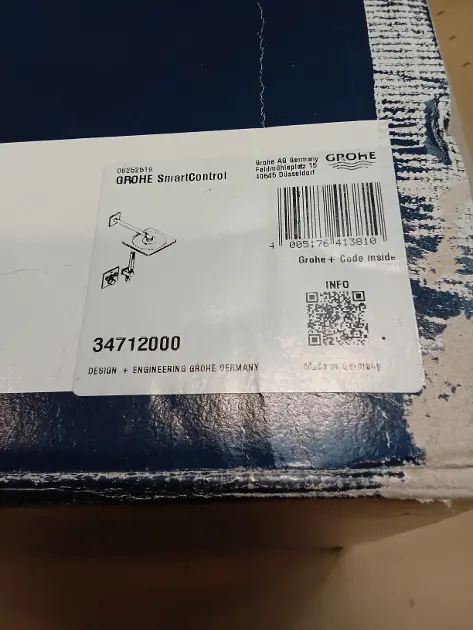 06252519
GROHE SmartControl
Grohe AG Germany
Feldmühleplatz 15
40545 Düsseldorf
GROHE
4 005176 413810
Grohe + Code inside
INFO
34712000
DESIGN + ENGINEERING GROHE GERMANY
Made in Germany